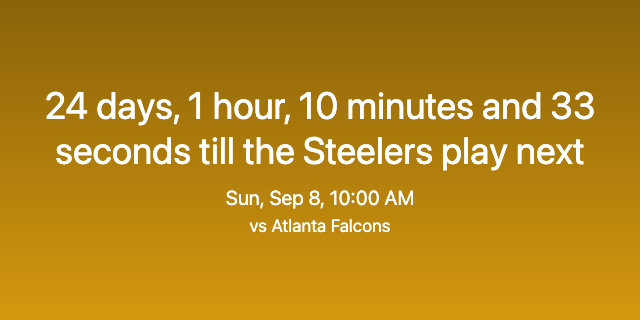 24 days, 1 hour, 10 minutes and 33
seconds till the Steelers play next
Sun, Sep 8, 10:00 AM
vs Atlanta Falcons